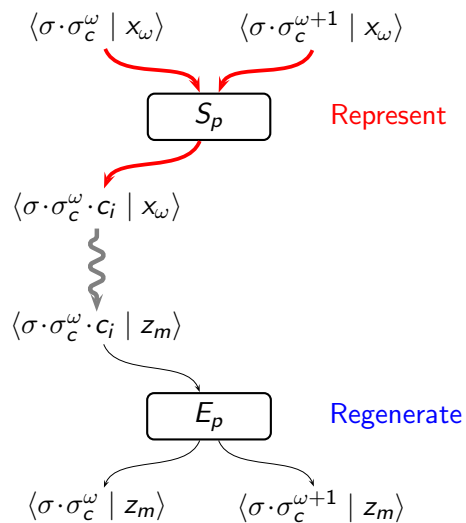 ⟨σ·σ_c^ω | x_ω⟩ ⟨σ·σ_c^{ω+1} | x_ω⟩
S_p Represent
⟨σ·σ_c^ω·c_i | x_ω⟩
⟨σ·σ_c^ω·c_i | z_m⟩
E_p Regenerate
⟨σ·σ_c^ω | z_m⟩ ⟨σ·σ_c^{ω+1} | z_m⟩